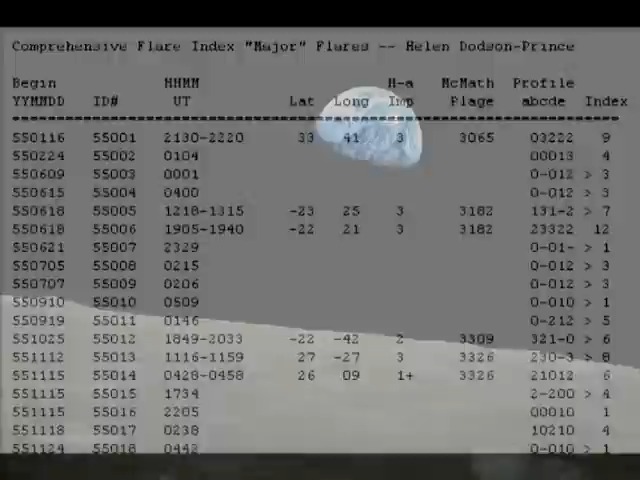 Comprehensive Flare Index "Major" Flares -- Helen Dodson-Prince
Begin HHMM H-a McMath Profile
YYMMDD ID# UT Lat Long Imp Plage abcde Index
550116 55001 2130-2220 33 41 3 3065 03222 9
550224 55002 0104 00013 4
550609 55003 0001 0-012 > 3
550615 55004 0400 0-012 > 3
550618 55005 1218-1315 -23 25 3 3182 131-2 > 7
550618 55006 1905-1940 -22 21 3 3182 23322 12
550621 55007 2329 0-01- > 1
550705 55008 0215 0-012 > 3
550707 55009 0206 0-012 > 3
550910 55010 0509 0-010 > 1
550919 55011 0146 0-212 > 5
551025 55012 1849-2033 -22 -42 2 3309 321-0 > 6
551112 55013 1116-1159 27 -27 3 3326 230-3 > 8
551115 55014 0428-0458 26 09 1+ 3326 21012 6
551115 55015 1734 2-200 > 4
551115 55016 2205 00010 1
551118 55017 0238 10210 4
551124 55018 0442 0-010 > 1